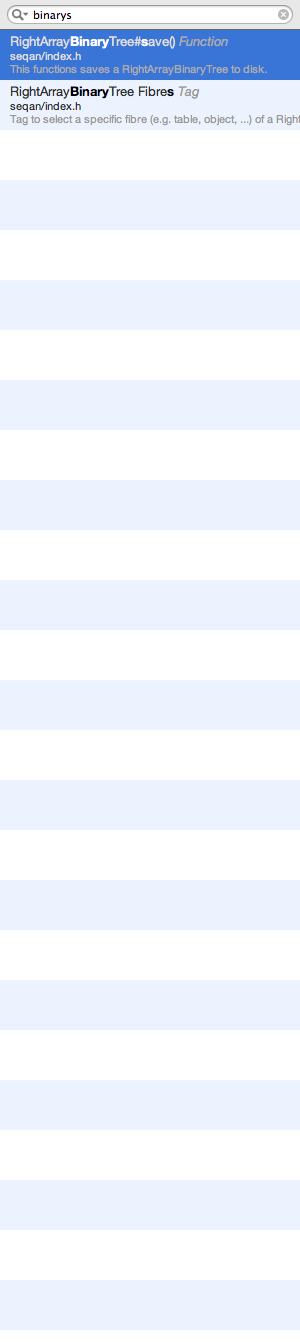 binarys
RightArrayBinaryTree#save() Function
seqan/index.h
This functions saves a RightArrayBinaryTree to disk.
RightArrayBinaryTree Fibres Tag
seqan/index.h
Tag to select a specific fibre (e.g. table, object, ...) of a Right